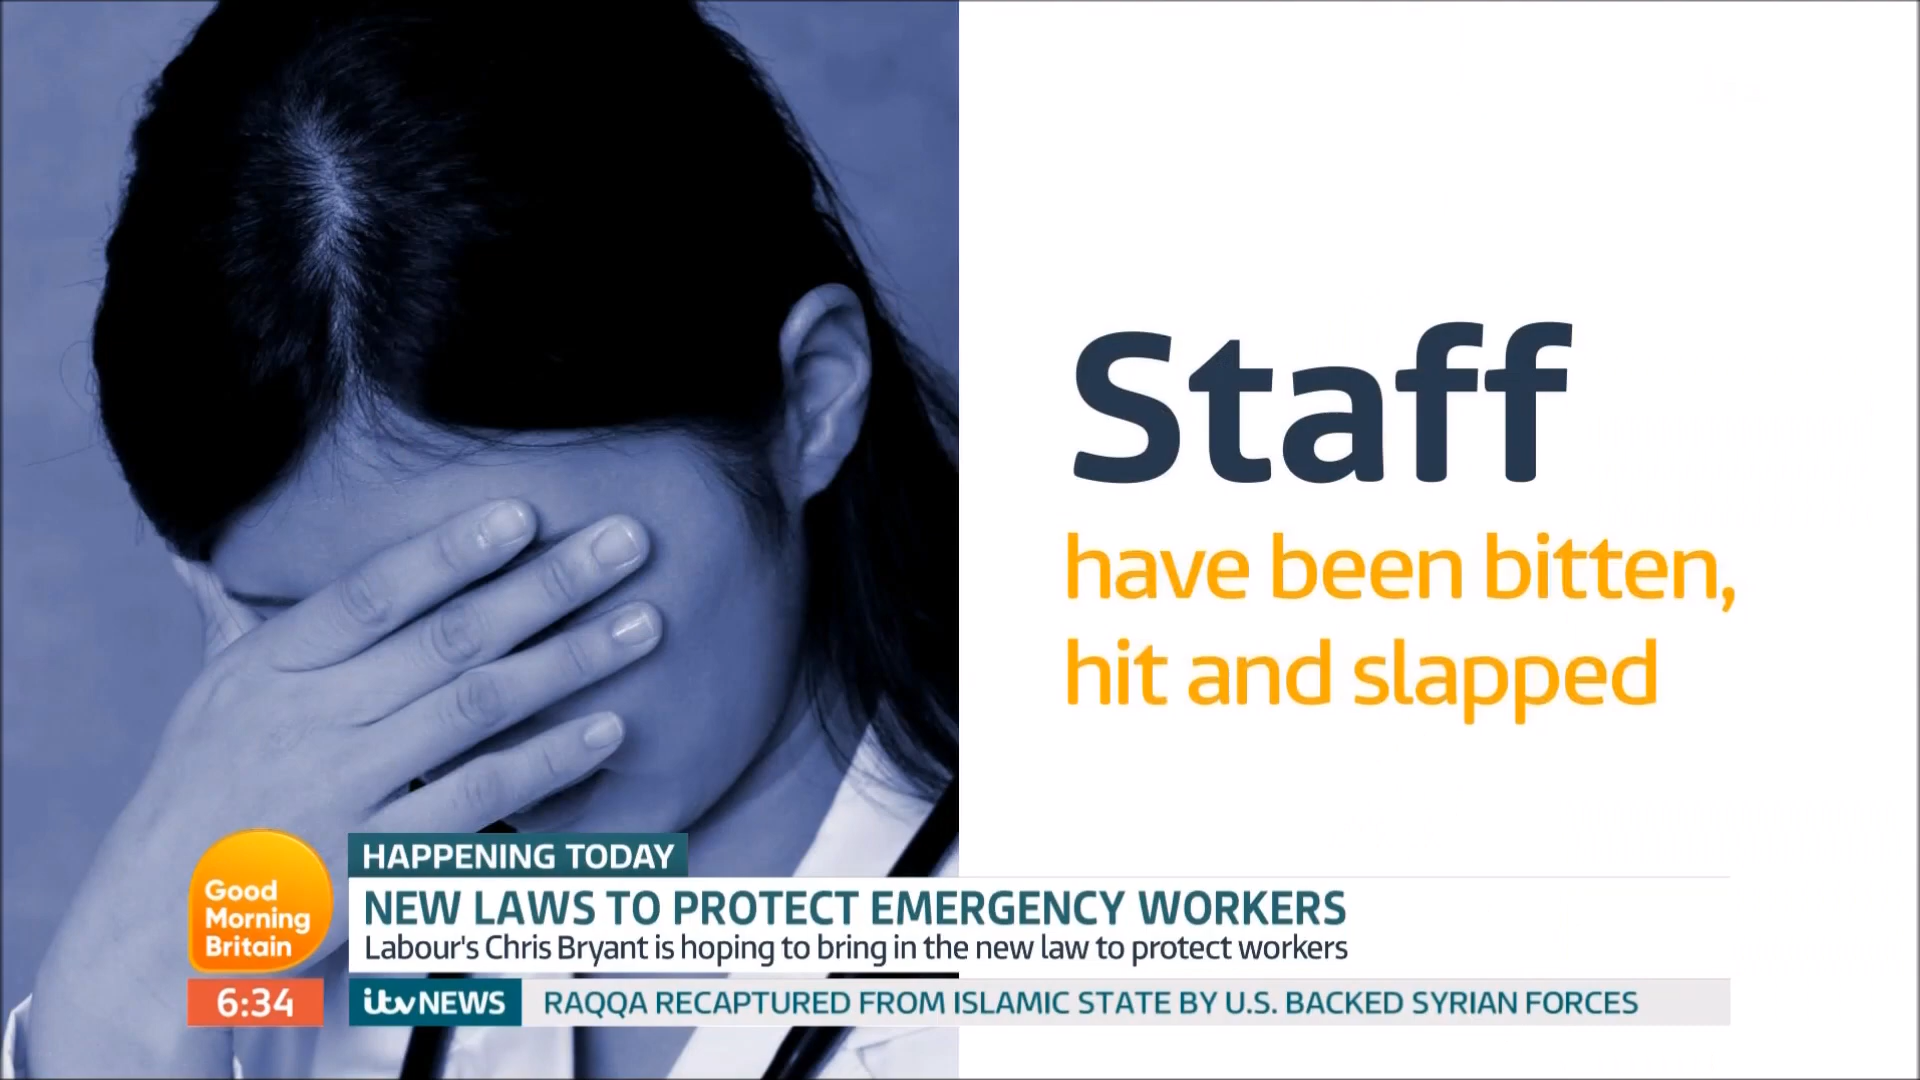 Staff
have been bitten,
hit and slapped
HAPPENING TODAY
NEW LAWS TO PROTECT EMERGENCY WORKERS
Labour's Chris Bryant is hoping to bring in the new law to protect workers
Good
Morning
Britain
6:34
itv NEWS
RAQQA RECAPTURED FROM ISLAMIC STATE BY U.S. BACKED SYRIAN FORCES